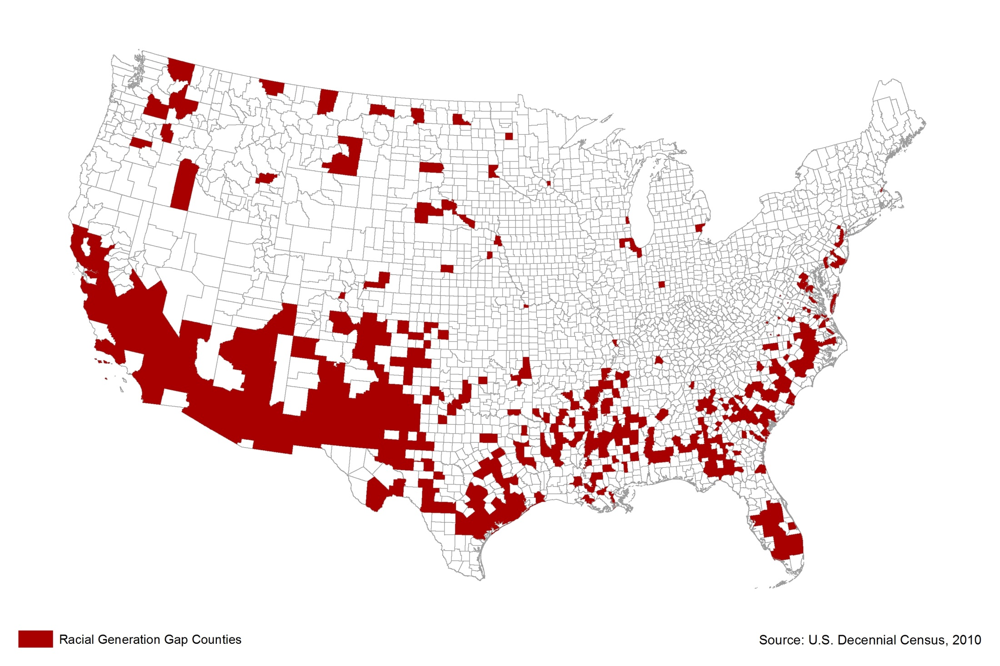 Racial Generation Gap Counties
Source: U.S. Decennial Census, 2010